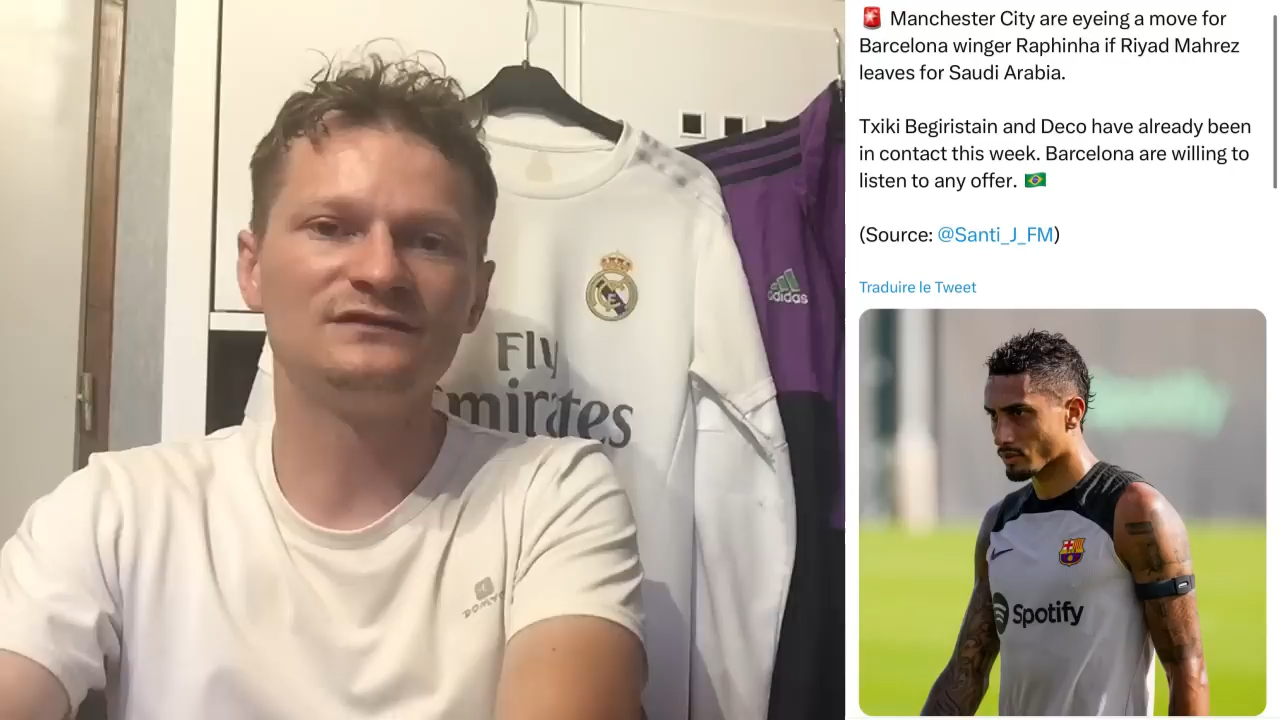 Fly
Emirates
adidas
🚨 Manchester City are eyeing a move for
Barcelona winger Raphinha if Riyad Mahrez
leaves for Saudi Arabia.
Txiki Begiristain and Deco have already been
in contact this week. Barcelona are willing to
listen to any offer. 🇧🇷
(Source: @Santi_J_FM)
Traduire le Tweet
Spotify